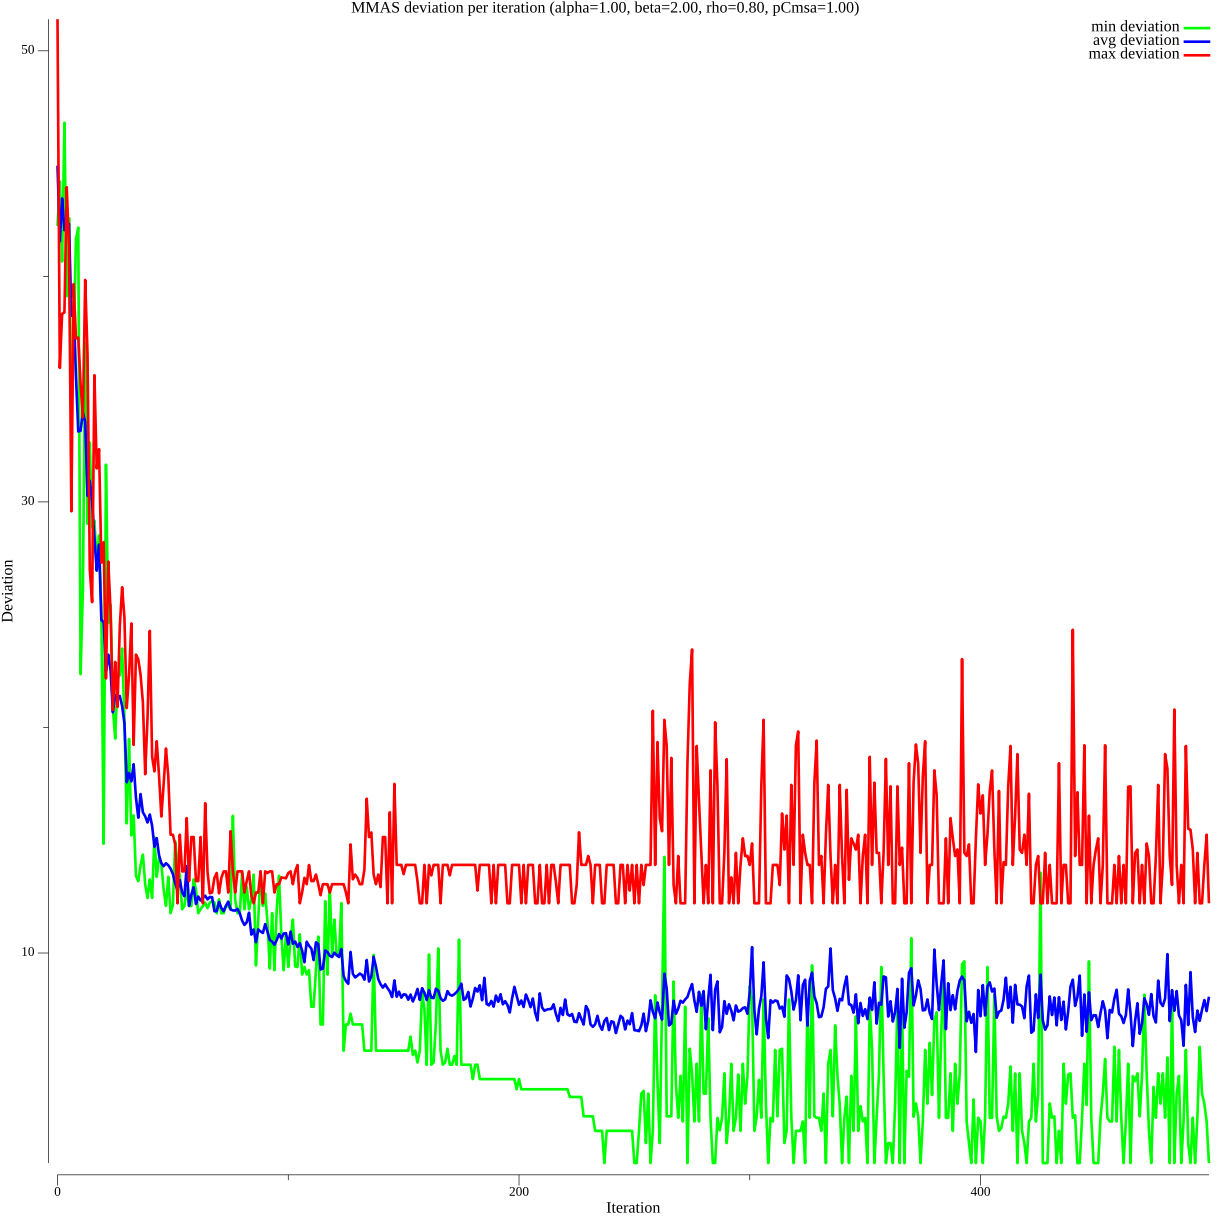 MMAS deviation per iteration (alpha=1.00, beta=2.00, rho=0.80, pCmsa=1.00)
min deviation
avg deviation
max deviation
50
30
10
Deviation
0
200
400
Iteration